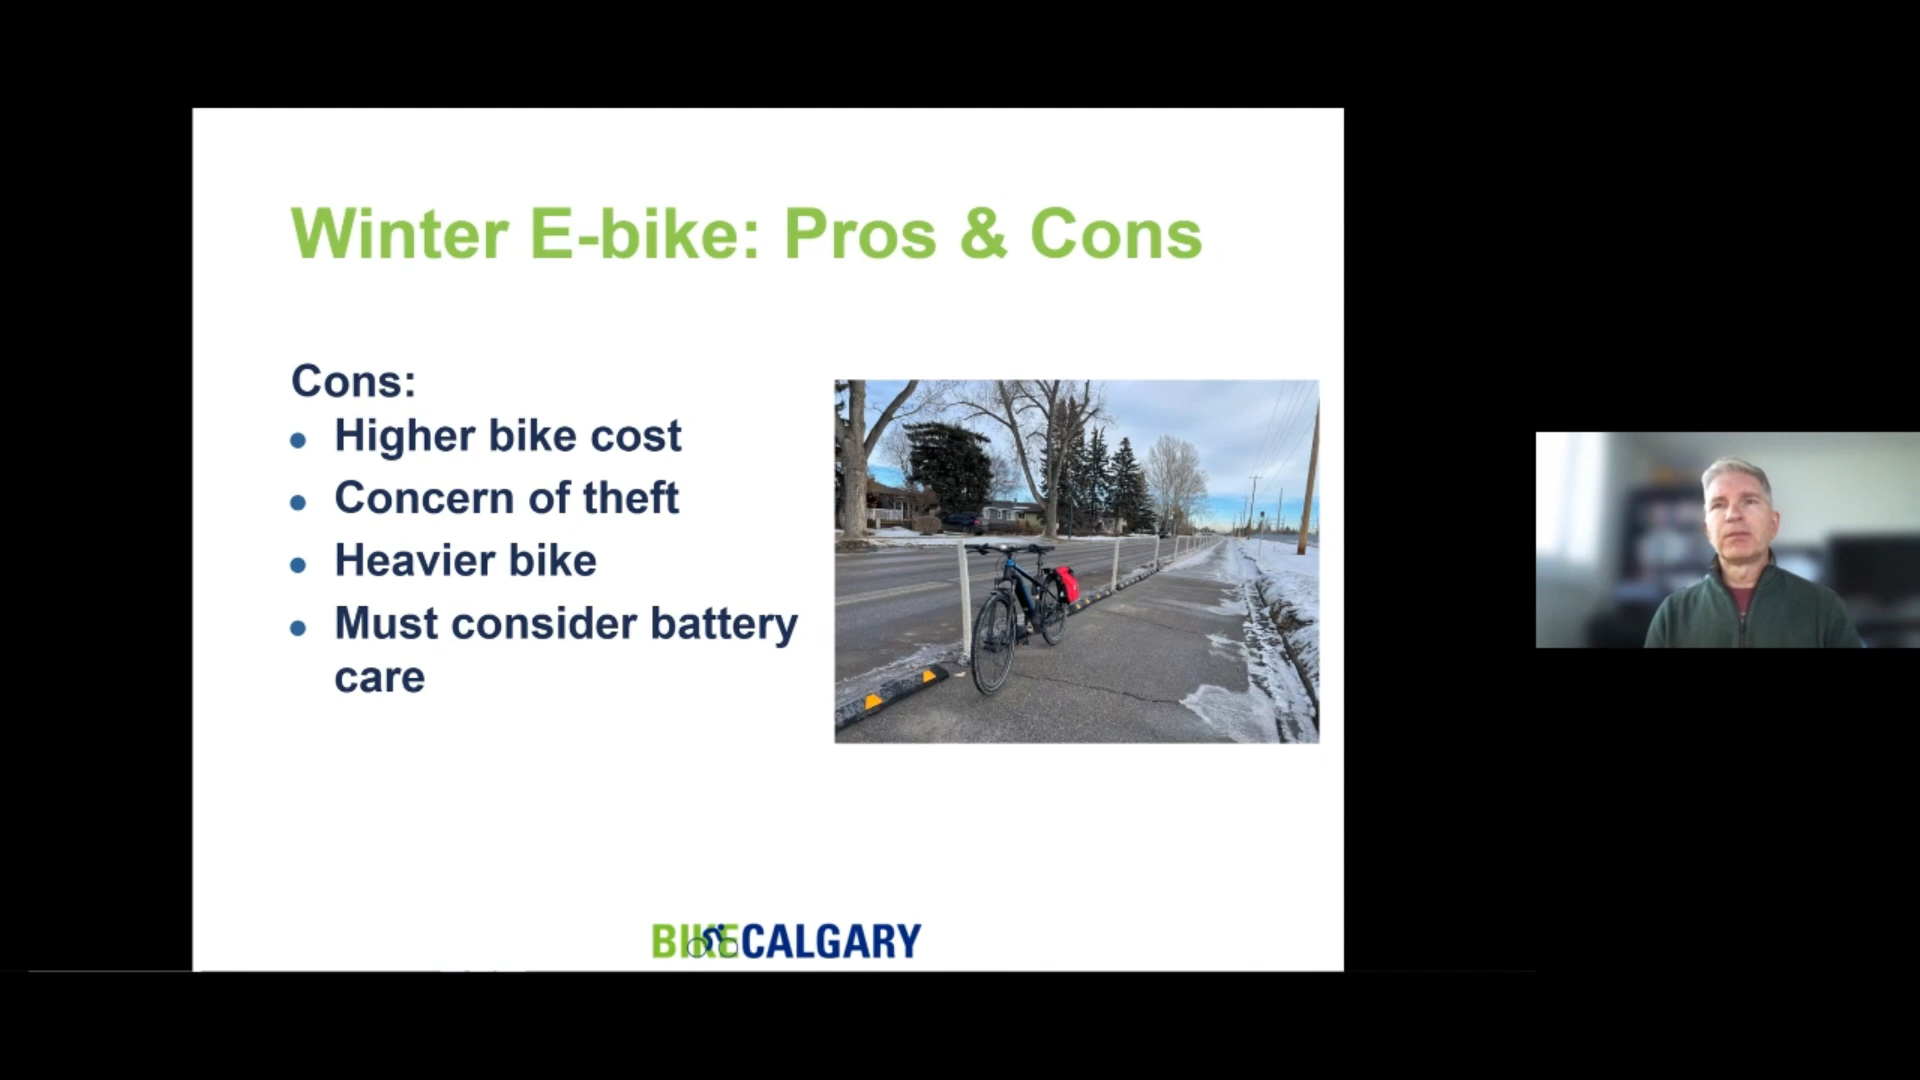 Winter E-bike: Pros & Cons
Cons:
• Higher bike cost
• Concern of theft
• Heavier bike
• Must consider battery
care
BIKECALGARY